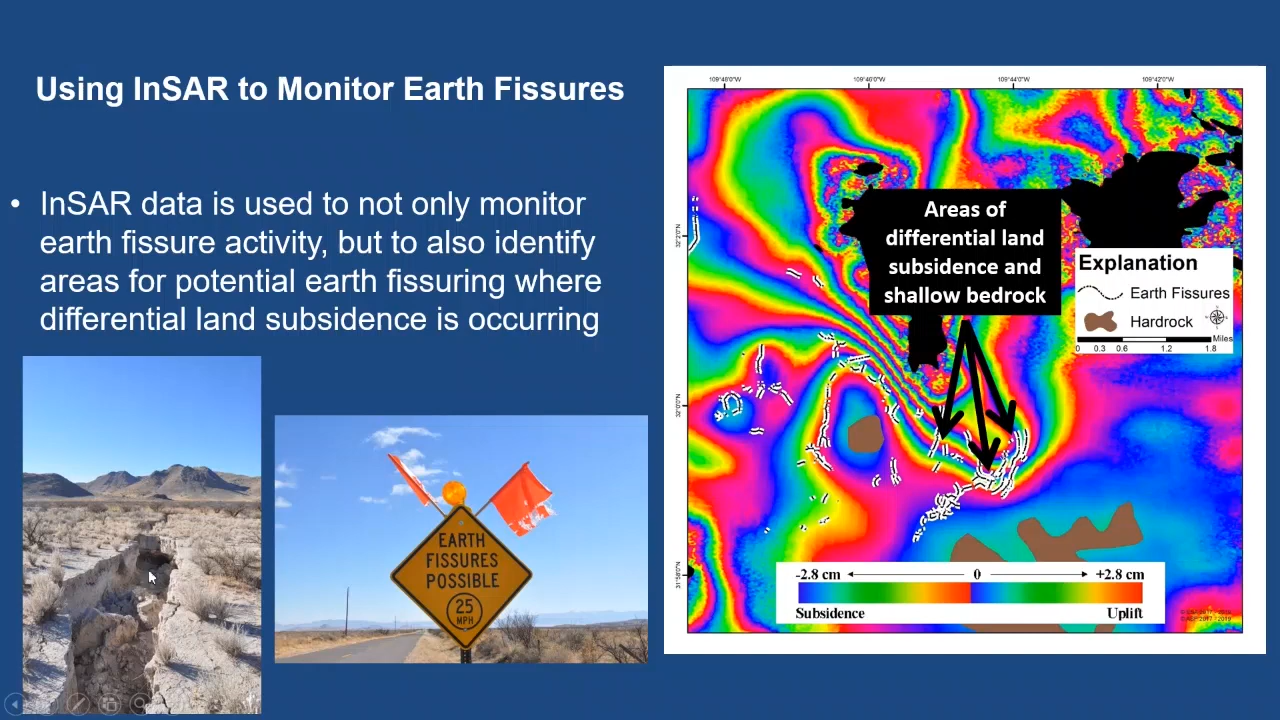 Using InSAR to Monitor Earth Fissures
• InSAR data is used to not only monitor
earth fissure activity, but to also identify
areas for potential earth fissuring where
differential land subsidence is occurring
EARTH
FISSURES
POSSIBLE
25
MPH
109°48'0"W 109°46'0"W 109°44'0"W 109°42'0"W
Areas of
differential land
subsidence and
shallow bedrock
Explanation
Earth Fissures
Hardrock
Miles
0 0.3 0.6 1.2 1.8
-2.8 cm 0 +2.8 cm
Subsidence Uplift